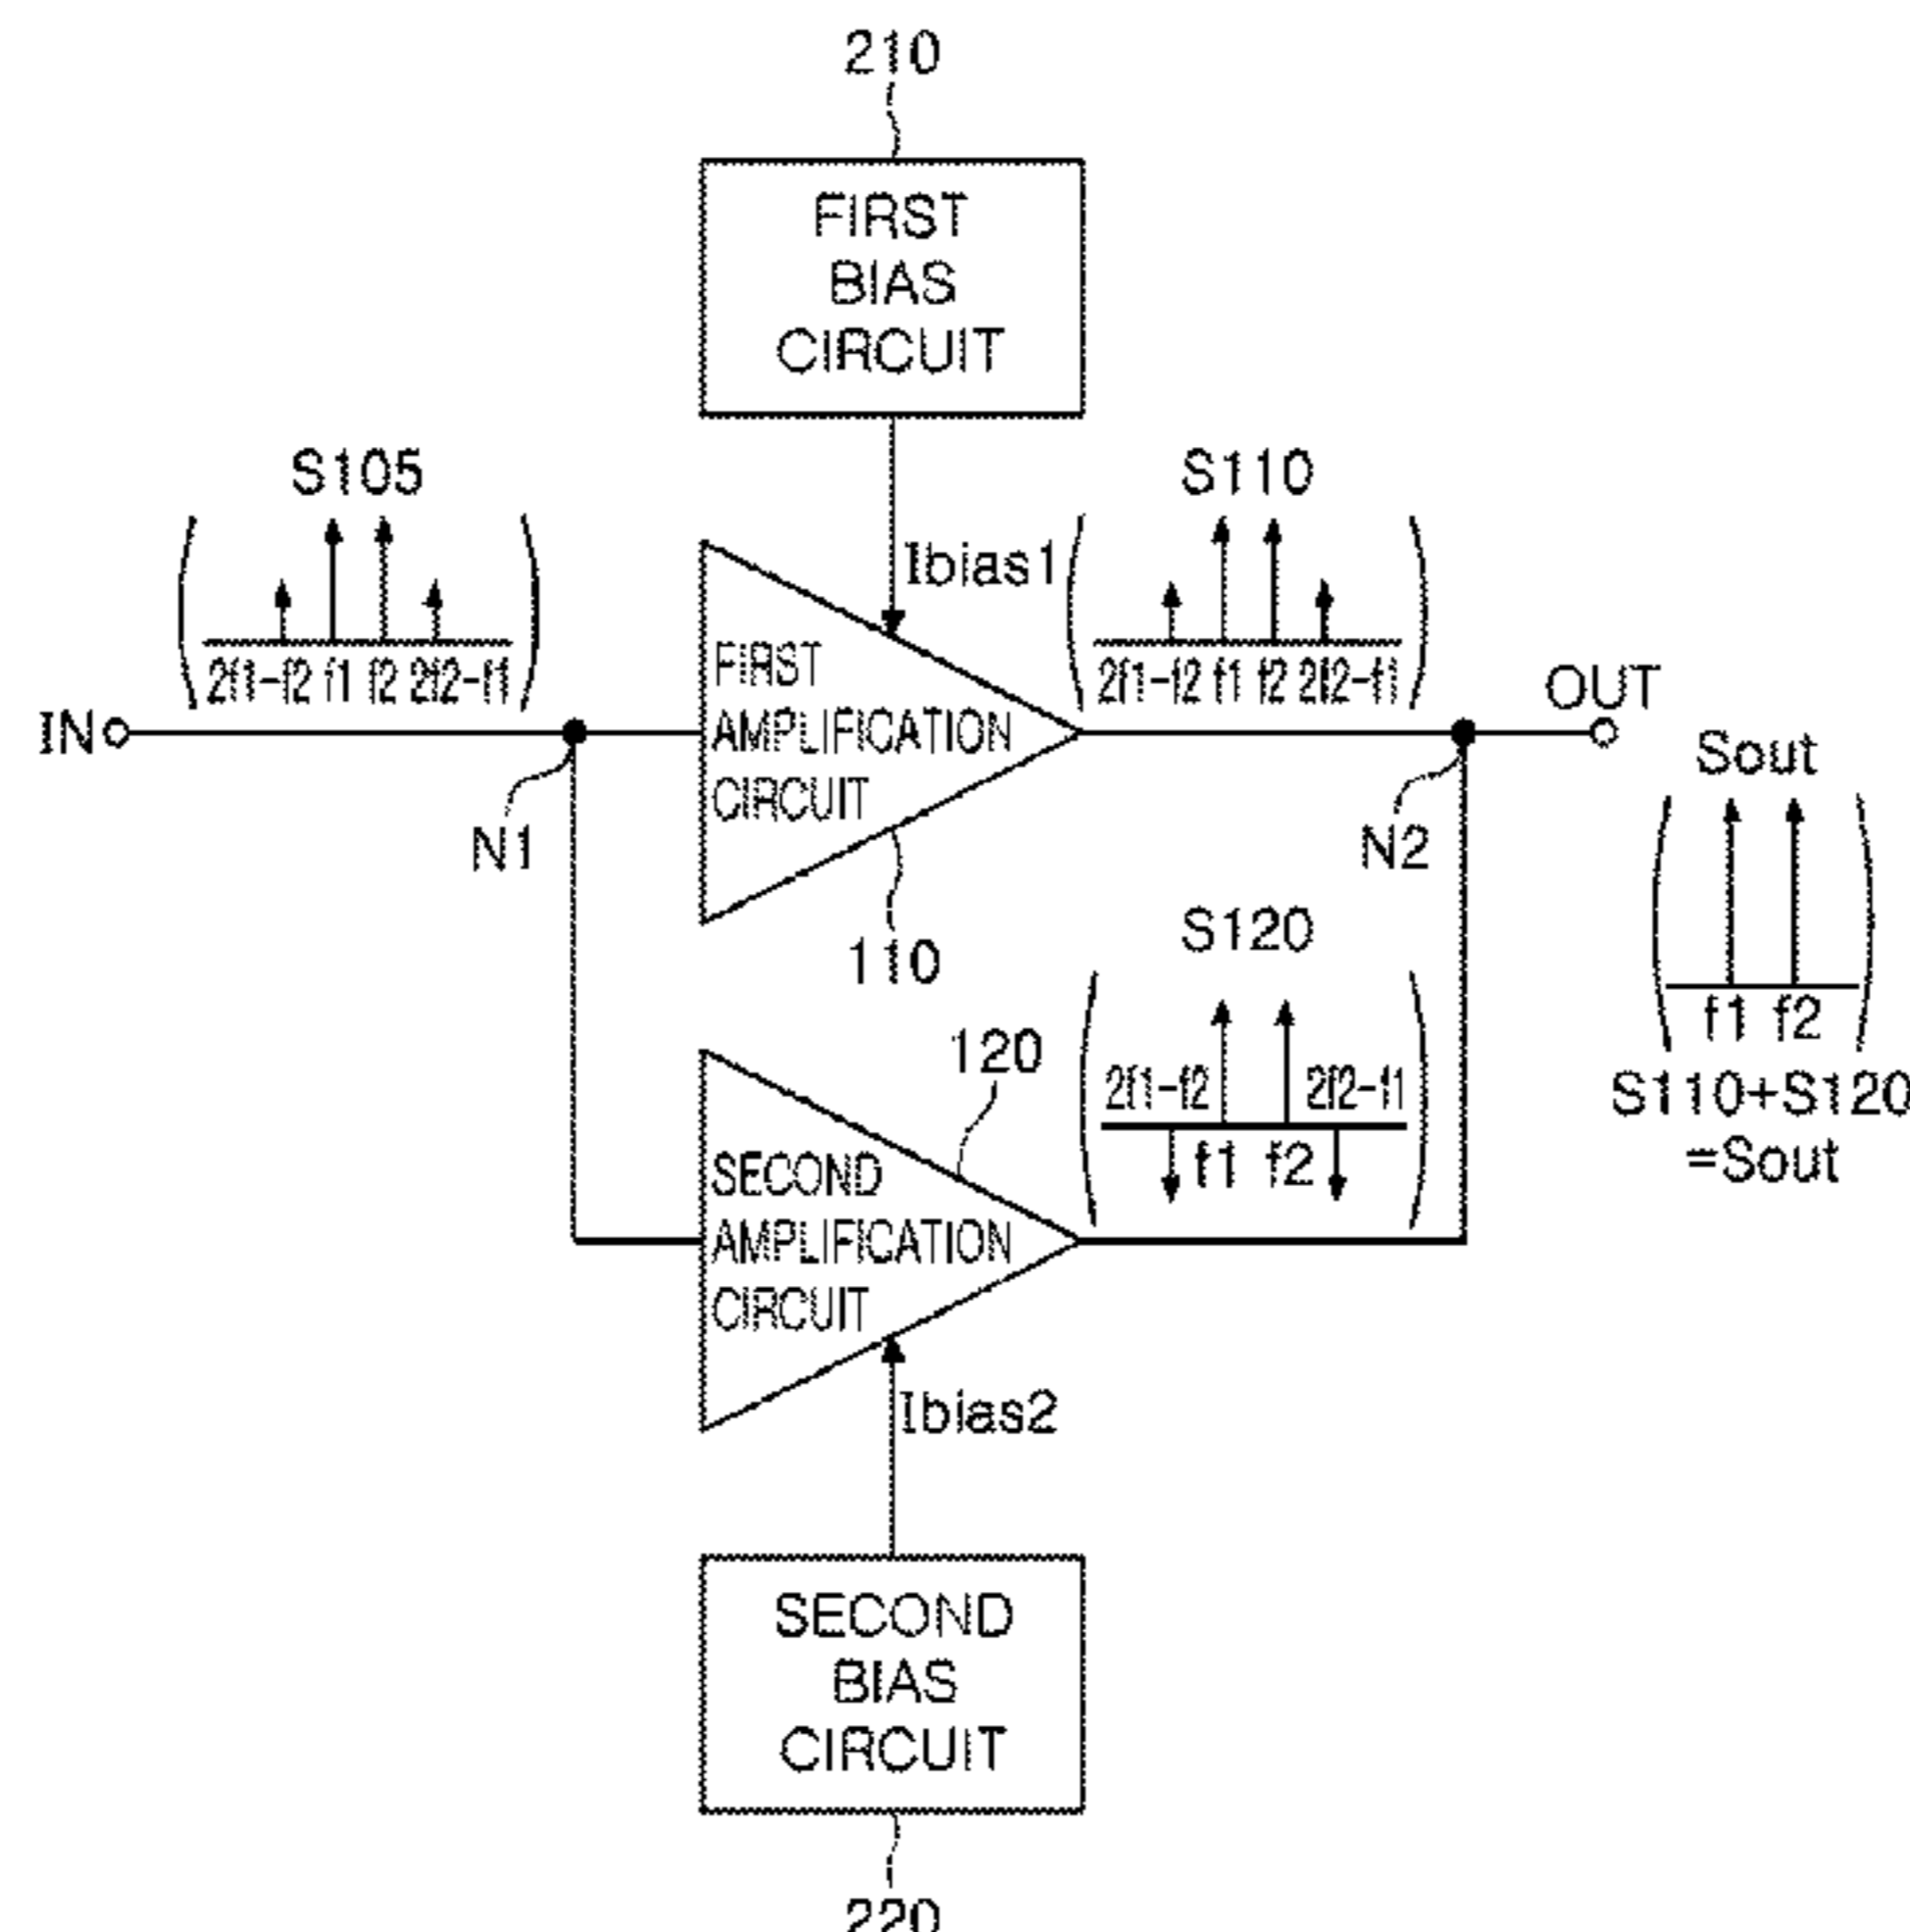 210
FIRST
BIAS
CIRCUIT
S105
S110
Ibias1
2f1-f2 f1 f2 2f2-f1
2f1-f2 f1 f2 2f2-f1
FIRST
AMPLIFICATION
CIRCUIT
IN
OUT
N1
N2
Sout
110
S120
f1 f2
S110+S120
=Sout
120
2f1-f2
2f2-f1
f1 f2
SECOND
AMPLIFICATION
CIRCUIT
Ibias2
SECOND
BIAS
CIRCUIT
220